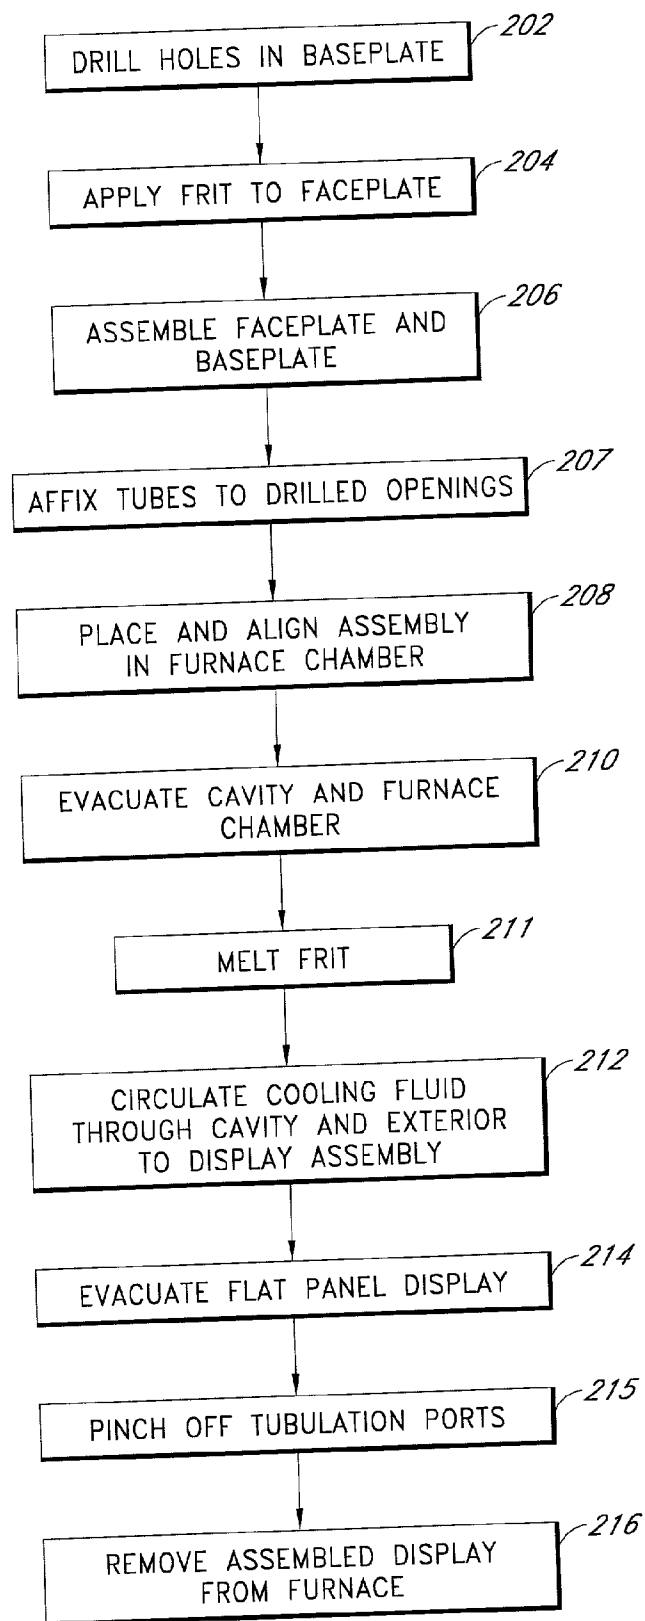 202
DRILL HOLES IN BASEPLATE
204
APPLY FRIT TO FACEPLATE
206
ASSEMBLE FACEPLATE AND
BASEPLATE
207
AFFIX TUBES TO DRILLED OPENINGS
208
PLACE AND ALIGN ASSEMBLY
IN FURNACE CHAMBER
210
EVACUATE CAVITY AND FURNACE
CHAMBER
211
MELT FRIT
212
CIRCULATE COOLING FLUID
THROUGH CAVITY AND EXTERIOR
TO DISPLAY ASSEMBLY
214
EVACUATE FLAT PANEL DISPLAY
215
PINCH OFF TUBULATION PORTS
216
REMOVE ASSEMBLED DISPLAY
FROM FURNACE